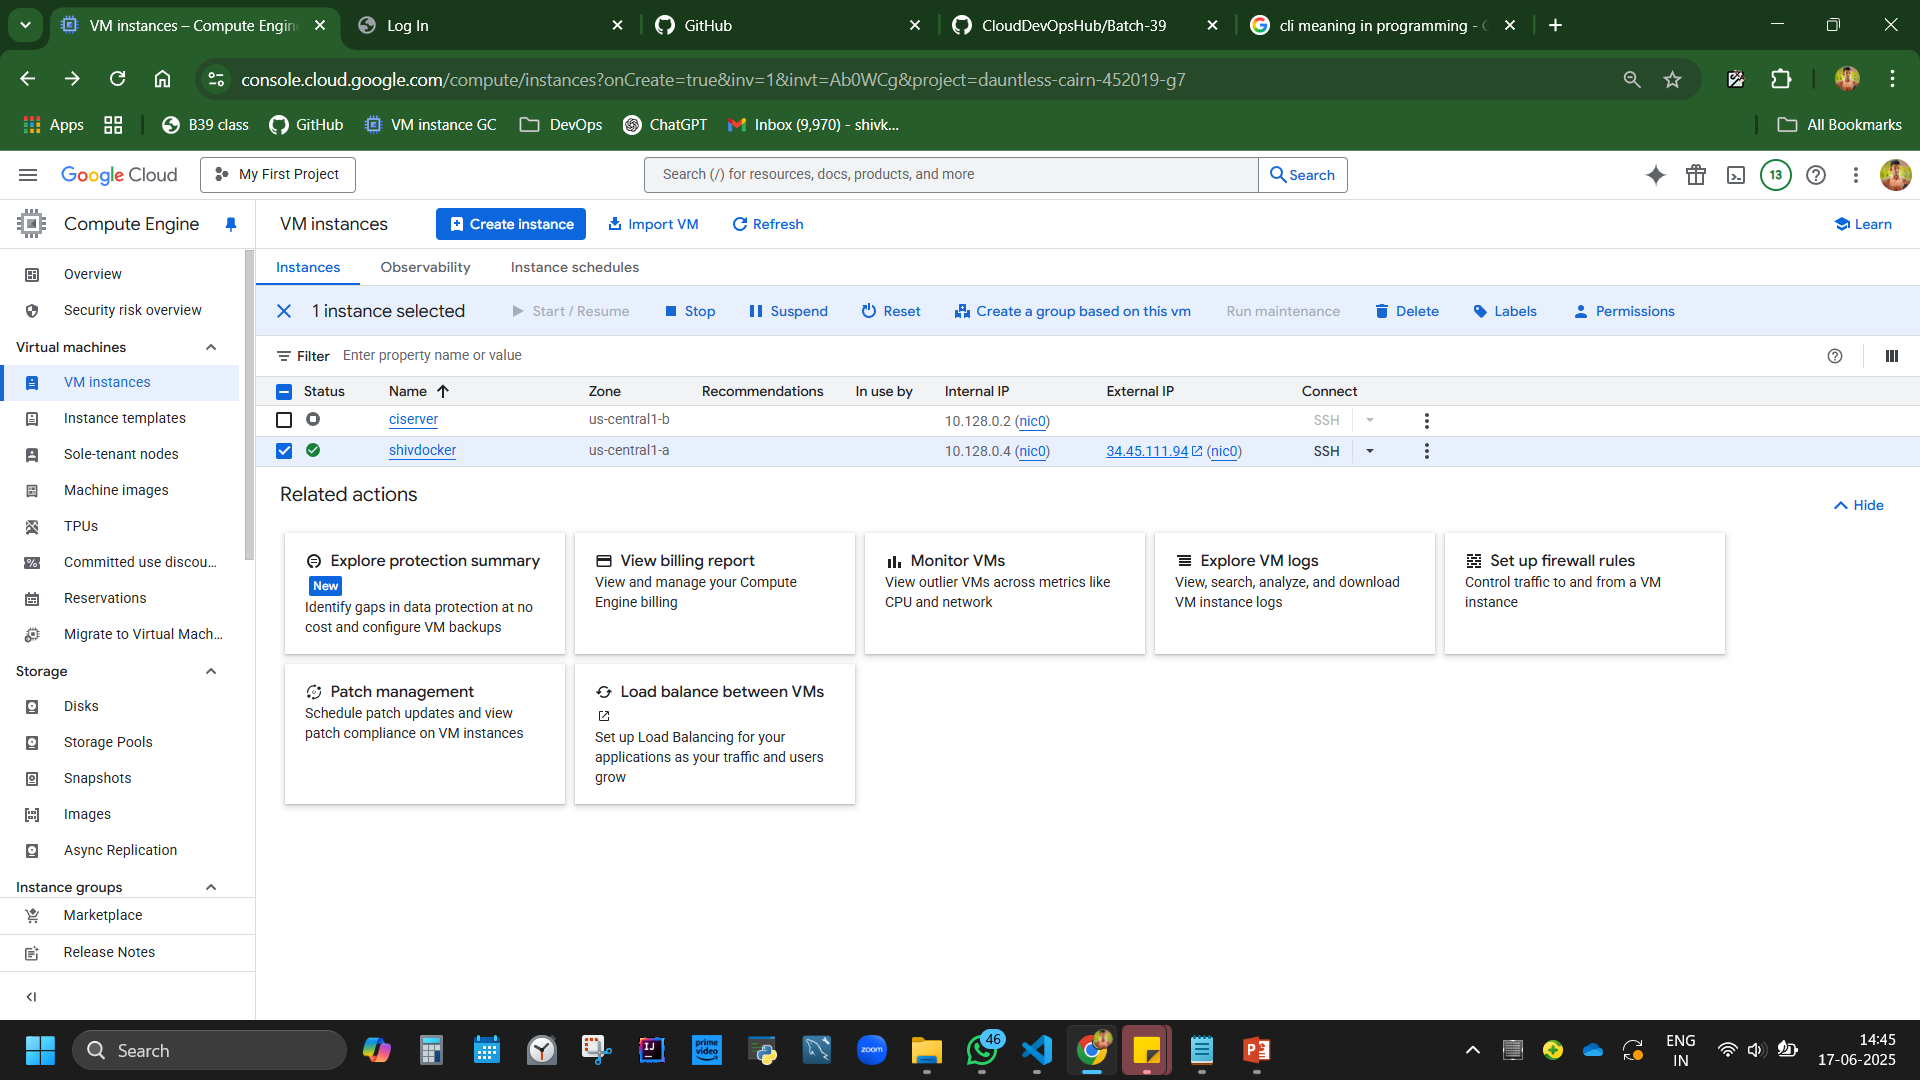 VM instances – Compute Engin
Log In
GitHub
CloudDevOpsHub/Batch-39
cli meaning in programming -
console.cloud.google.com/compute/instances?onCreate=true&inv=1&invt=Ab0WCg&project=dauntless-cairn-452019-g7
Apps
B39 class
GitHub
VM instance GC
DevOps
ChatGPT
Inbox (9,970) - shivk...
All Bookmarks
Google Cloud
My First Project
Search (/) for resources, docs, products, and more
Search
13
Compute Engine
VM instances
Create instance
Import VM
Refresh
Learn
Overview
Security risk overview
Virtual machines
VM instances
Instance templates
Sole-tenant nodes
Machine images
TPUs
Committed use discou...
Reservations
Migrate to Virtual Mach...
Storage
Disks
Storage Pools
Snapshots
Images
Async Replication
Instance groups
Marketplace
Release Notes
Instances
Observability
Instance schedules
1 instance selected
Start / Resume
Stop
Suspend
Reset
Create a group based on this vm
Run maintenance
Delete
Labels
Permissions
Filter
Enter property name or value
Status
Name
Zone
Recommendations
In use by
Internal IP
External IP
Connect
ciserver
us-central1-b
10.128.0.2 (nic0)
SSH
shivdocker
us-central1-a
10.128.0.4 (nic0)
34.45.111.94 (nic0)
SSH
Related actions
Hide
Explore protection summary
New
Identify gaps in data protection at no
cost and configure VM backups
View billing report
View and manage your Compute
Engine billing
Monitor VMs
View outlier VMs across metrics like
CPU and network
Explore VM logs
View, search, analyze, and download
VM instance logs
Set up firewall rules
Control traffic to and from a VM
instance
Patch management
Schedule patch updates and view
patch compliance on VM instances
Load balance between VMs
Set up Load Balancing for your
applications as your traffic and users
grow
Search
IJ
prime
video
zoom
46
ENG
IN
14:45
17-06-2025